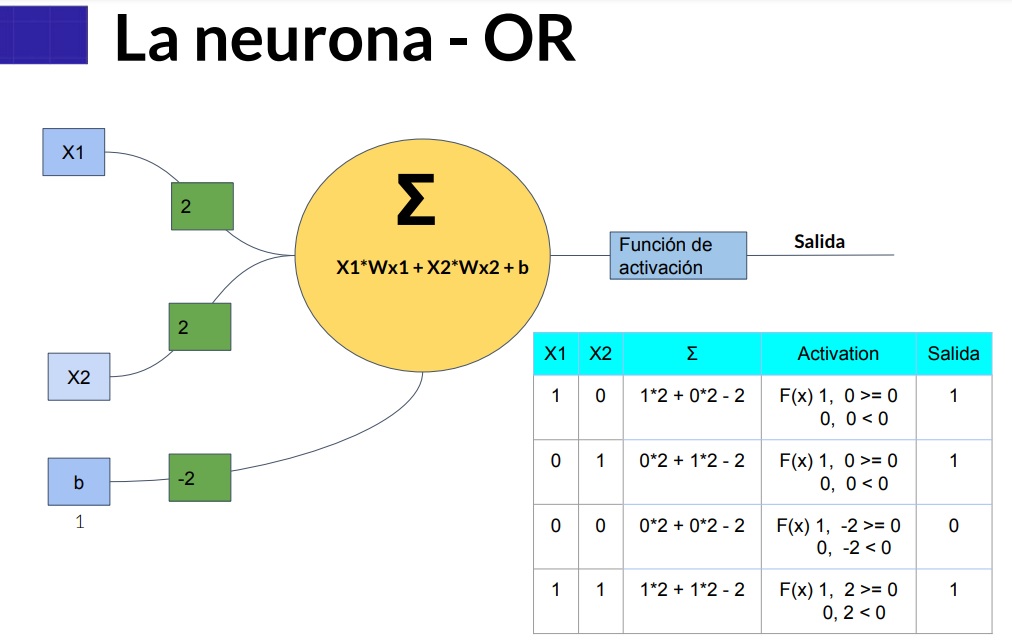 La neurona - OR
X1
2
Σ
X1*Wx1 + X2*Wx2 + b
2
X2
b
1
-2
Función de
activación
Salida
X1 X2 Σ Activation Salida
1 0 1*2 + 0*2 - 2 F(x) 1, 0 >= 0 1
0, 0 < 0
0 1 0*2 + 1*2 - 2 F(x) 1, 0 >= 0 1
0, 0 < 0
0 0 0*2 + 0*2 - 2 F(x) 1, -2 >= 0 0
0, -2 < 0
1 1 1*2 + 1*2 - 2 F(x) 1, 2 >= 0 1
0, 2 < 0